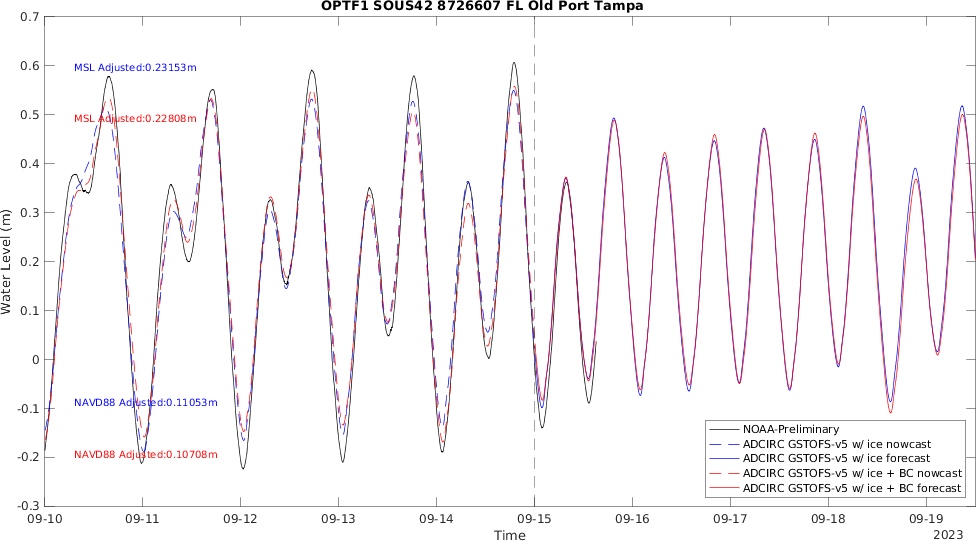 OPTF1 SOUS42 8726607 FL Old Port Tampa
0.7
0.6
0.5
0.4
0.3
0.2
0.1
0
-0.1
-0.2
-0.3
Water Level (m)
MSL Adjusted:0.23153m
MSL Adjusted:0.22808m
NAVD88 Adjusted:0.11053m
NAVD88 Adjusted:0.10708m
NOAA-Preliminary
ADCIRC GSTOFS-v5 w/ ice nowcast
ADCIRC GSTOFS-v5 w/ ice forecast
ADCIRC GSTOFS-v5 w/ ice + BC nowcast
ADCIRC GSTOFS-v5 w/ ice + BC forecast
09-10 09-11 09-12 09-13 09-14 09-15 09-16 09-17 09-18 09-19
Time
2023